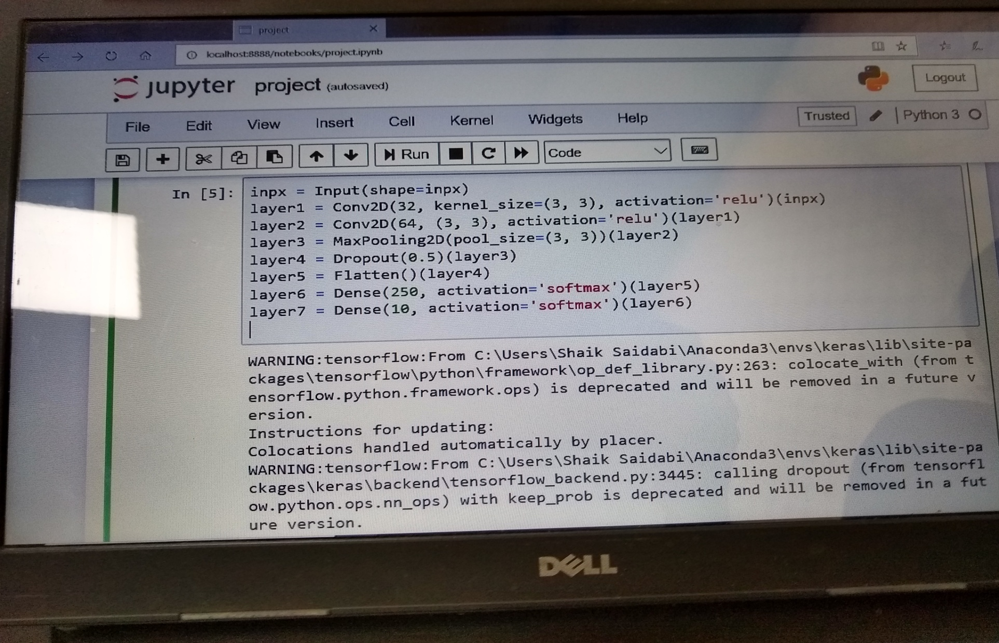 project
localhost:8888/notebooks/project.ipynb
jupyter project (autosaved)
Logout
File Edit View Insert Cell Kernel Widgets Help
Trusted
Python 3
Run
Code
In [5]:
inpx = Input(shape=inpx)
layer1 = Conv2D(32, kernel_size=(3, 3), activation='relu')(inpx)
layer2 = Conv2D(64, (3, 3), activation='relu')(layer1)
layer3 = MaxPooling2D(pool_size=(3, 3))(layer2)
layer4 = Dropout(0.5)(layer3)
layer5 = Flatten()(layer4)
layer6 = Dense(250, activation='softmax')(layer5)
layer7 = Dense(10, activation='softmax')(layer6)
WARNING:tensorflow:From C:\Users\Shaik Saidabi\Anaconda3\envs\keras\lib\site-pa
ckages\tensorflow\python\framework\op_def_library.py:263: colocate_with (from t
ensorflow.python.framework.ops) is deprecated and will be removed in a future v
ersion.
Instructions for updating:
Colocations handled automatically by placer.
WARNING:tensorflow:From C:\Users\Shaik Saidabi\Anaconda3\envs\keras\lib\site-pa
ckages\keras\backend\tensorflow_backend.py:3445: calling dropout (from tensorfl
ow.python.ops.nn_ops) with keep_prob is deprecated and will be removed in a fut
ure version.
DELL